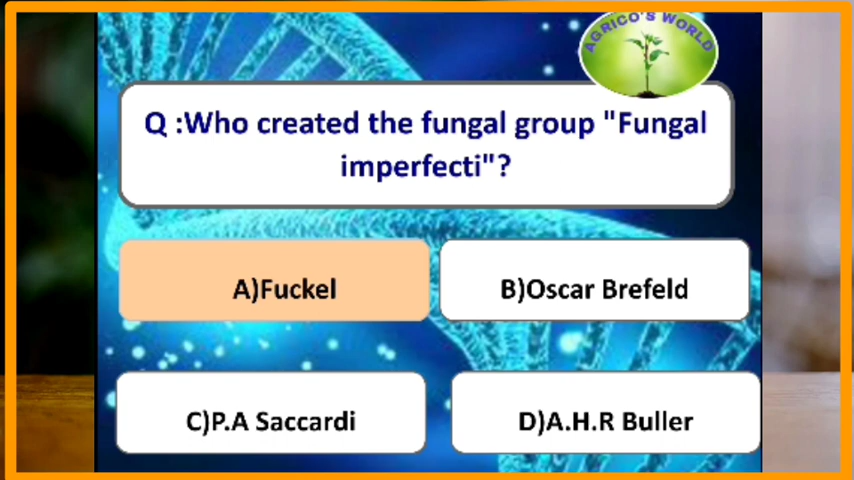 AGRICO'S WORLD
Q :Who created the fungal group "Fungal
imperfecti"?
A)Fuckel
B)Oscar Brefeld
C)P.A Saccardi
D)A.H.R Buller